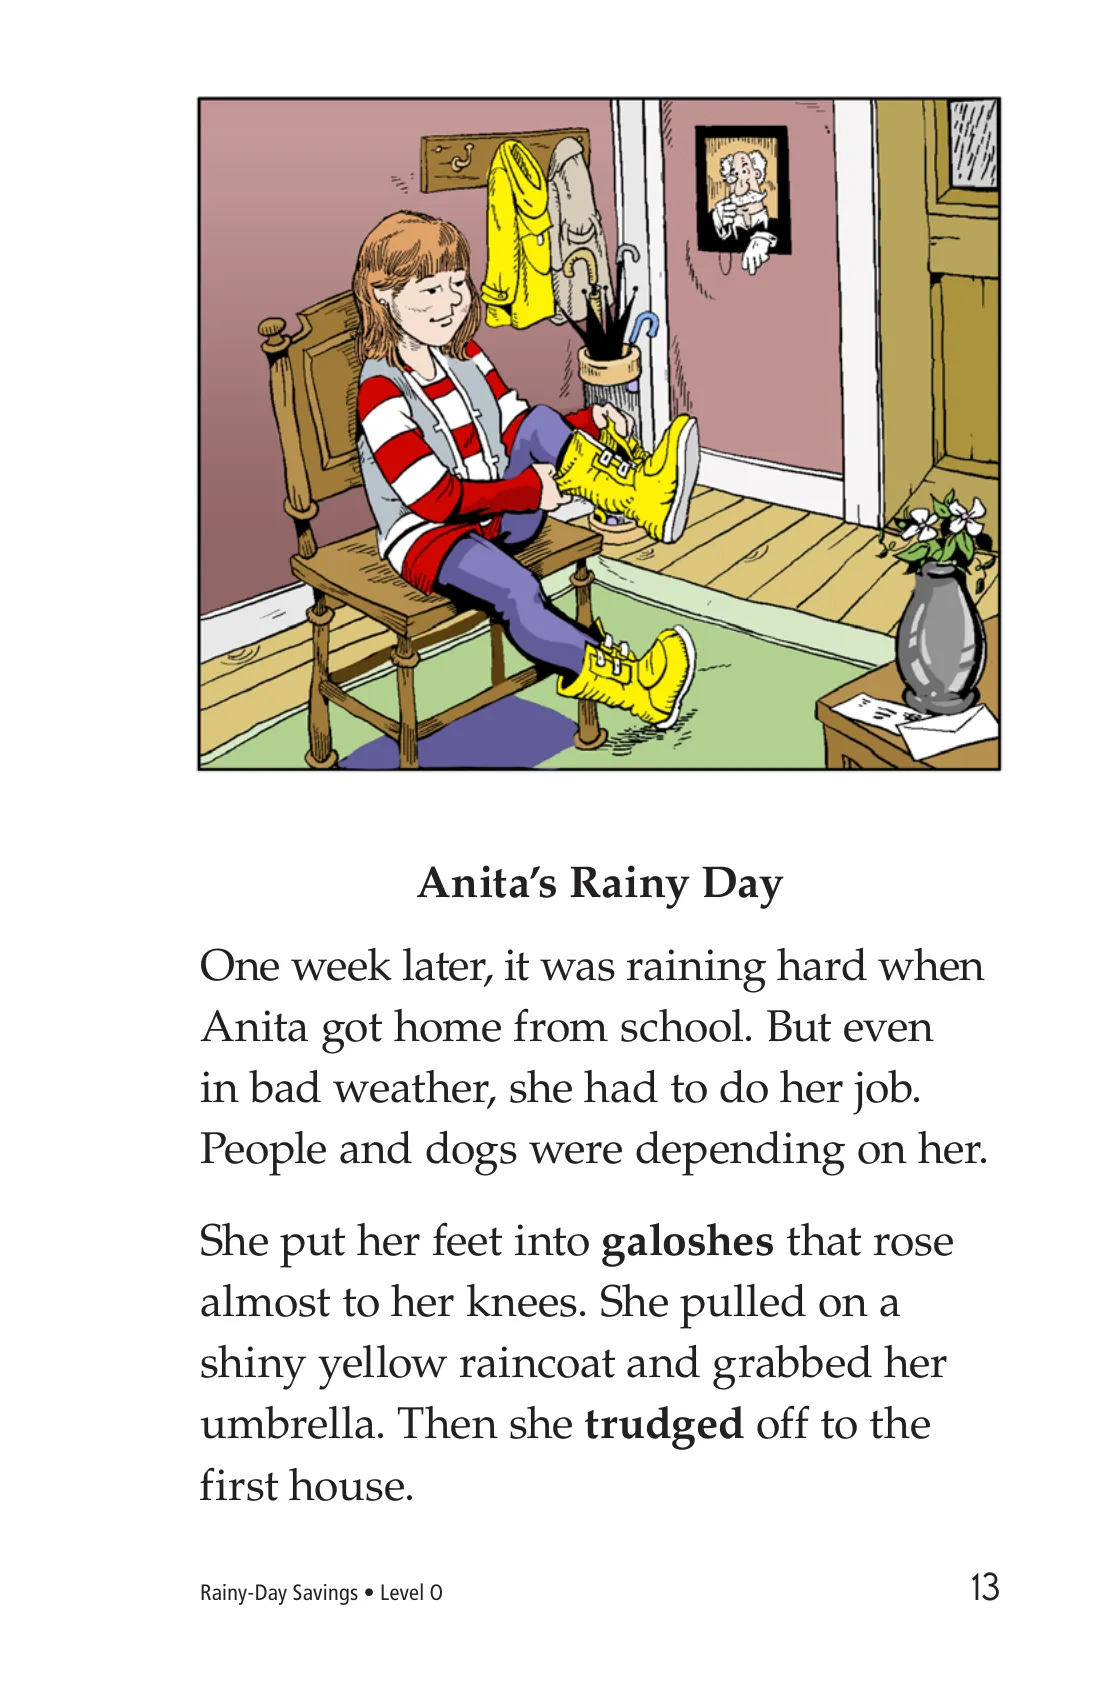 Anita’s Rainy Day
One week later, it was raining hard when
Anita got home from school. But even
in bad weather, she had to do her job.
People and dogs were depending on her.
She put her feet into galoshes that rose
almost to her knees. She pulled on a
shiny yellow raincoat and grabbed her
umbrella. Then she trudged off to the
first house.
Rainy-Day Savings • Level O
13